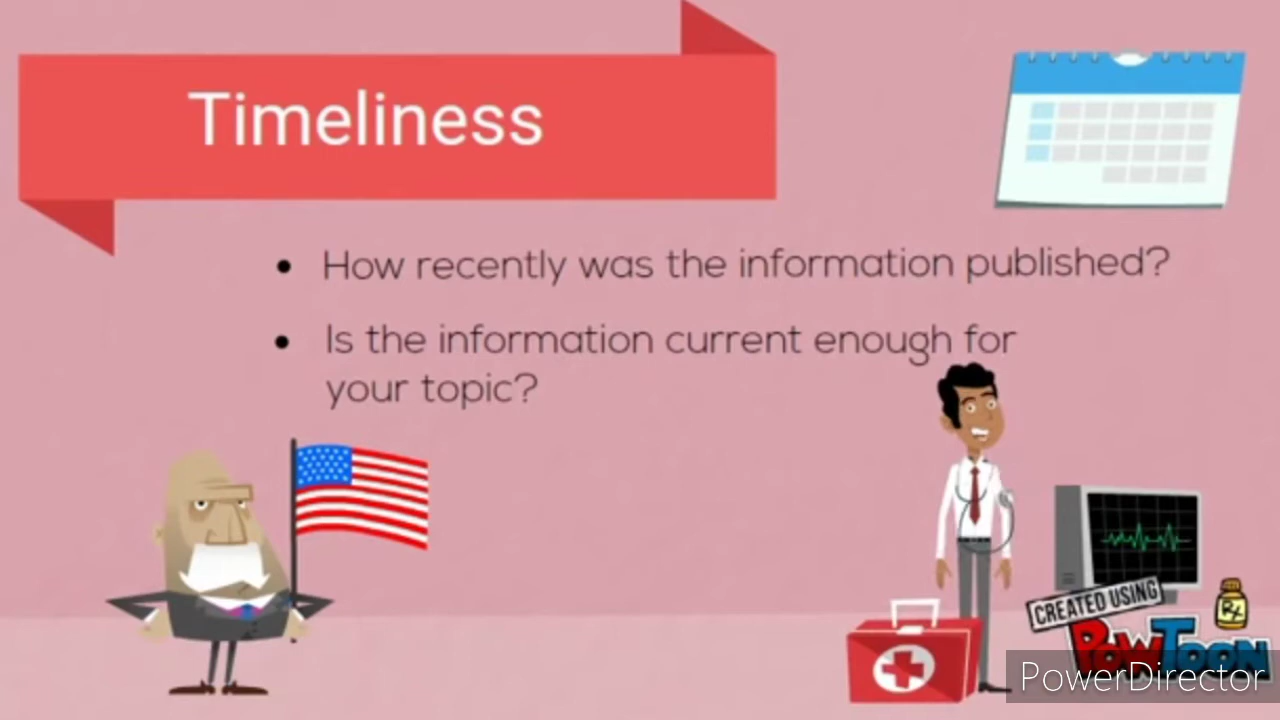 Timeliness
• How recently was the information published?
• Is the information current enough for
your topic?
CREATED USING
POWTOON
Rx
PowerDirector